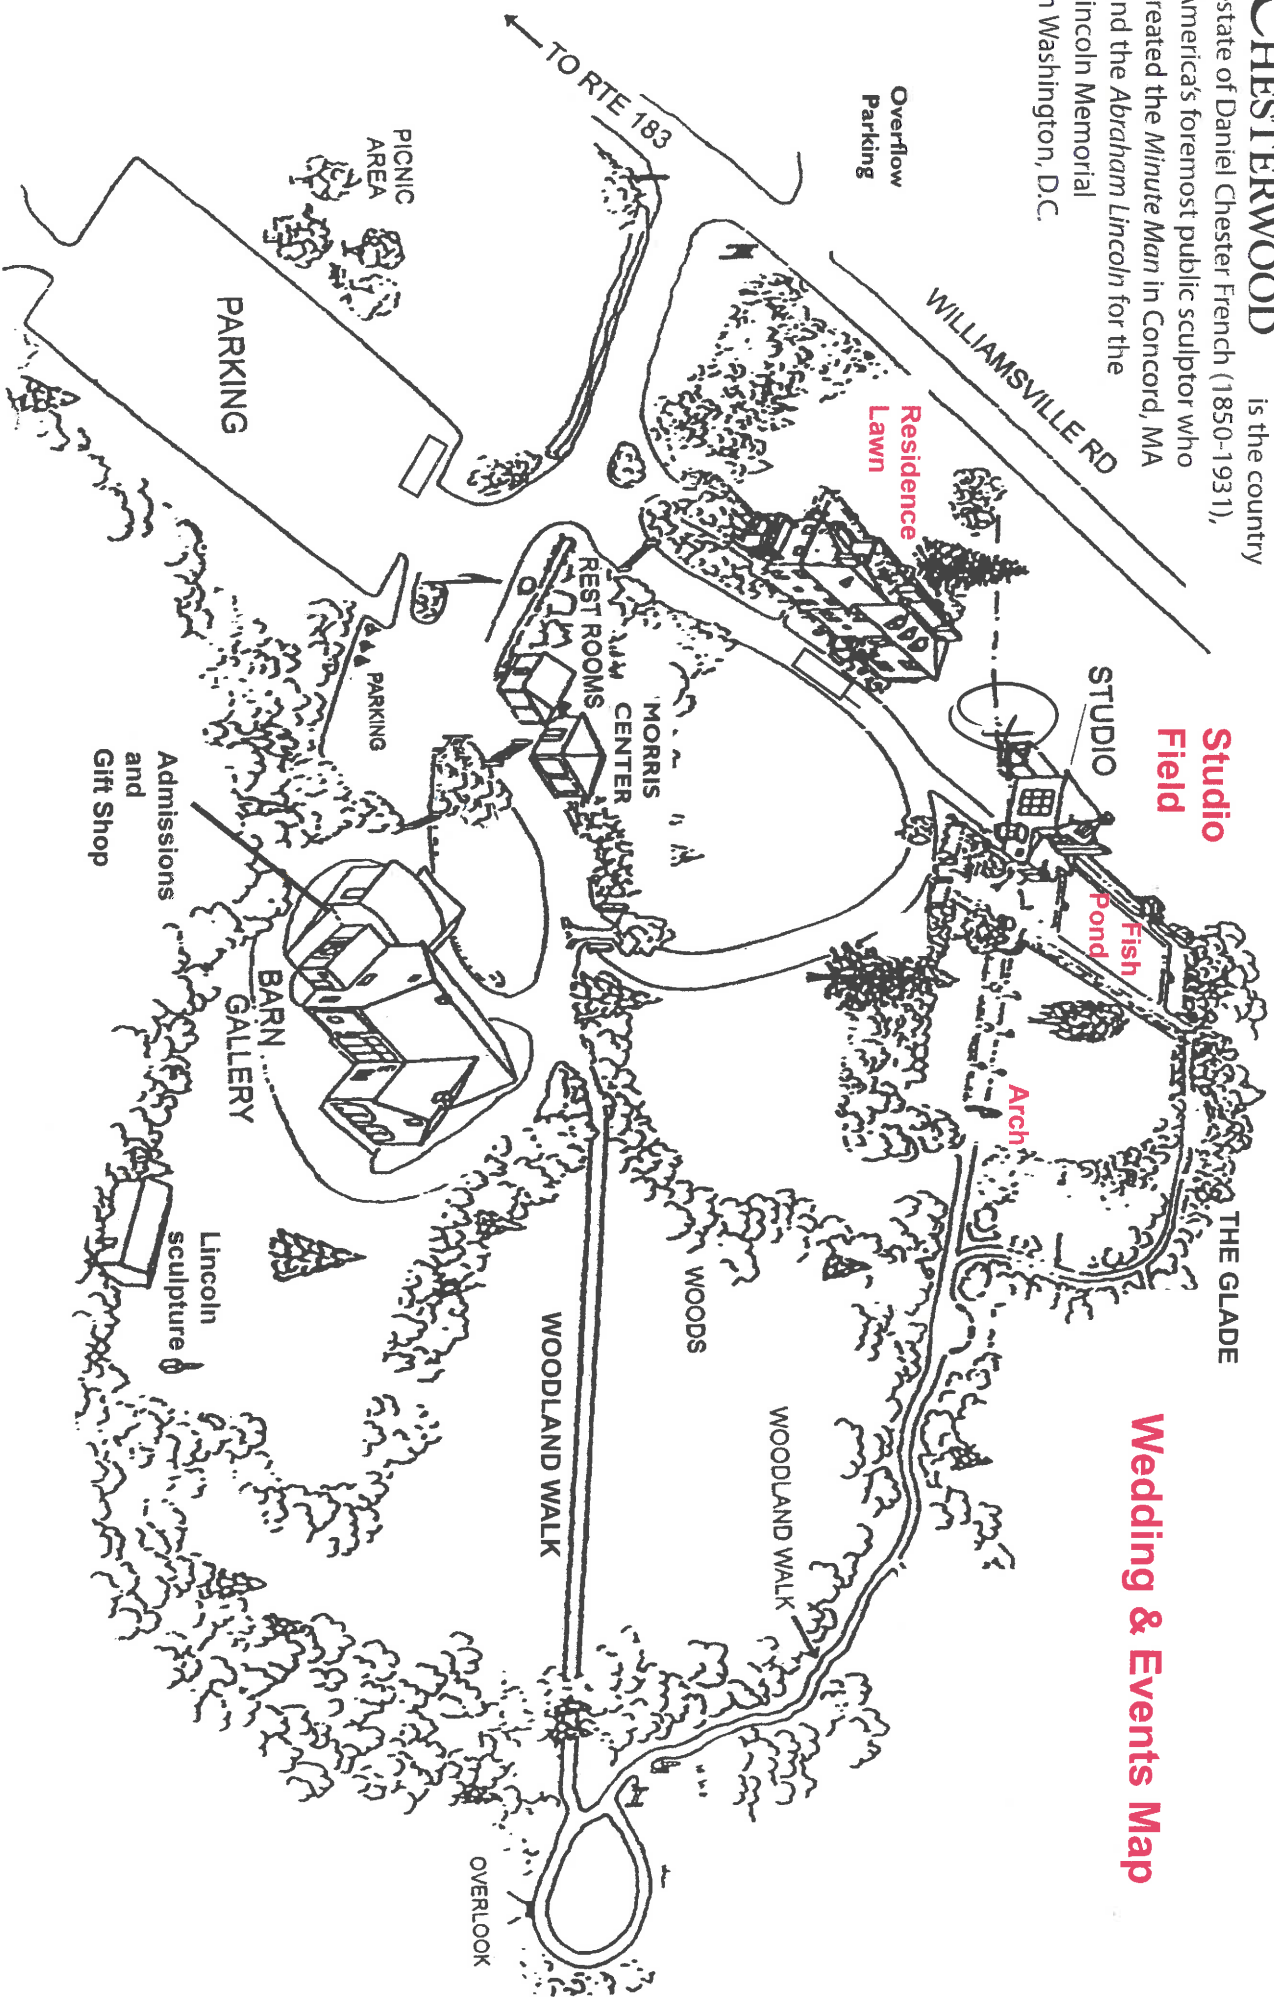 CHESTERWOOD is the country
estate of Daniel Chester French (1850-1931),
America's foremost public sculptor who
created the Minute Man in Concord, MA
and the Abraham Lincoln for the
Lincoln Memorial
in Washington, D.C.
Wedding & Events Map
Studio
Field
THE GLADE
WILLIAMSVILLE RD
STUDIO
Fish
Pond
Arch
Overflow
Parking
Residence
Lawn
TO RTE 183
WOODLAND WALK
WOODS
MORRIS
CENTER
REST ROOMS
WOODLAND WALK
OVERLOOK
PICNIC
AREA
PARKING
PARKING
BARN
GALLERY
Admissions
and
Gift Shop
Lincoln
sculpture